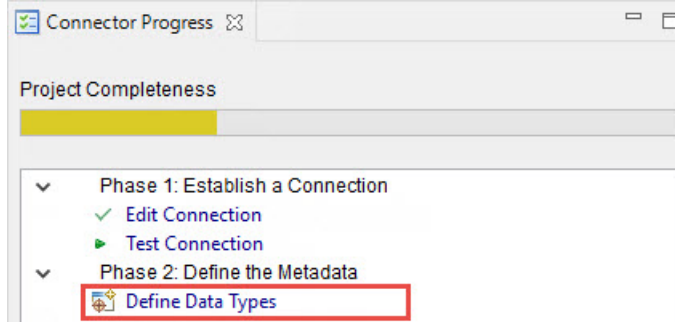 Connector Progress
Project Completeness
Phase 1: Establish a Connection
Edit Connection
Test Connection
Phase 2: Define the Metadata
Define Data Types